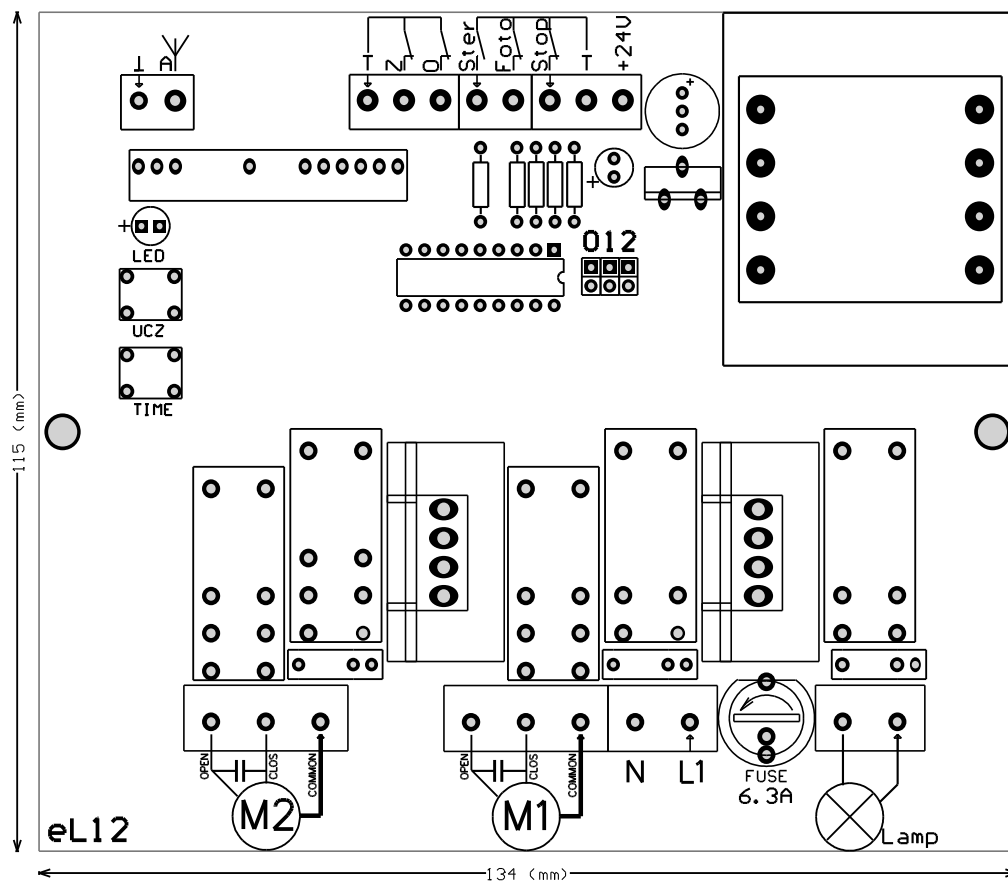 ⊥ A
T Z O Ster Foto Stop T +24V
+
+
+
LED
012
UCZ
TIME
115 (mm)
OPEN CLOS COMMON
M2
OPEN CLOS COMMON
M1
N L1
FUSE
6.3A
Lamp
eL12
134 (mm)